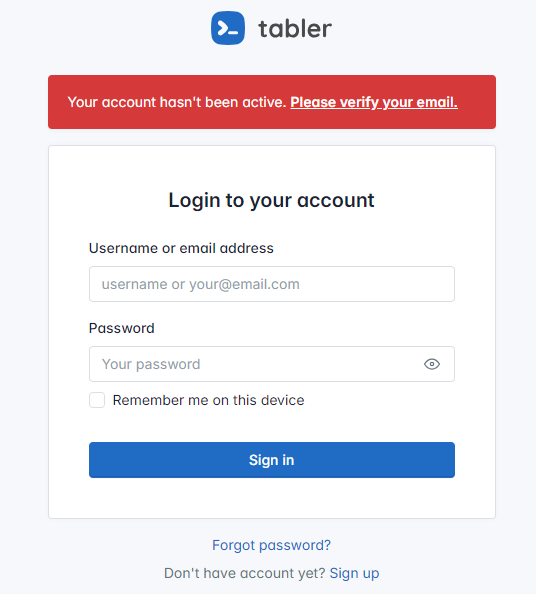 tabler
Your account hasn't been active. Please verify your email.
Login to your account
Username or email address
username or your@email.com
Password
Your password
Remember me on this device
Sign in
Forgot password?
Don't have account yet? Sign up